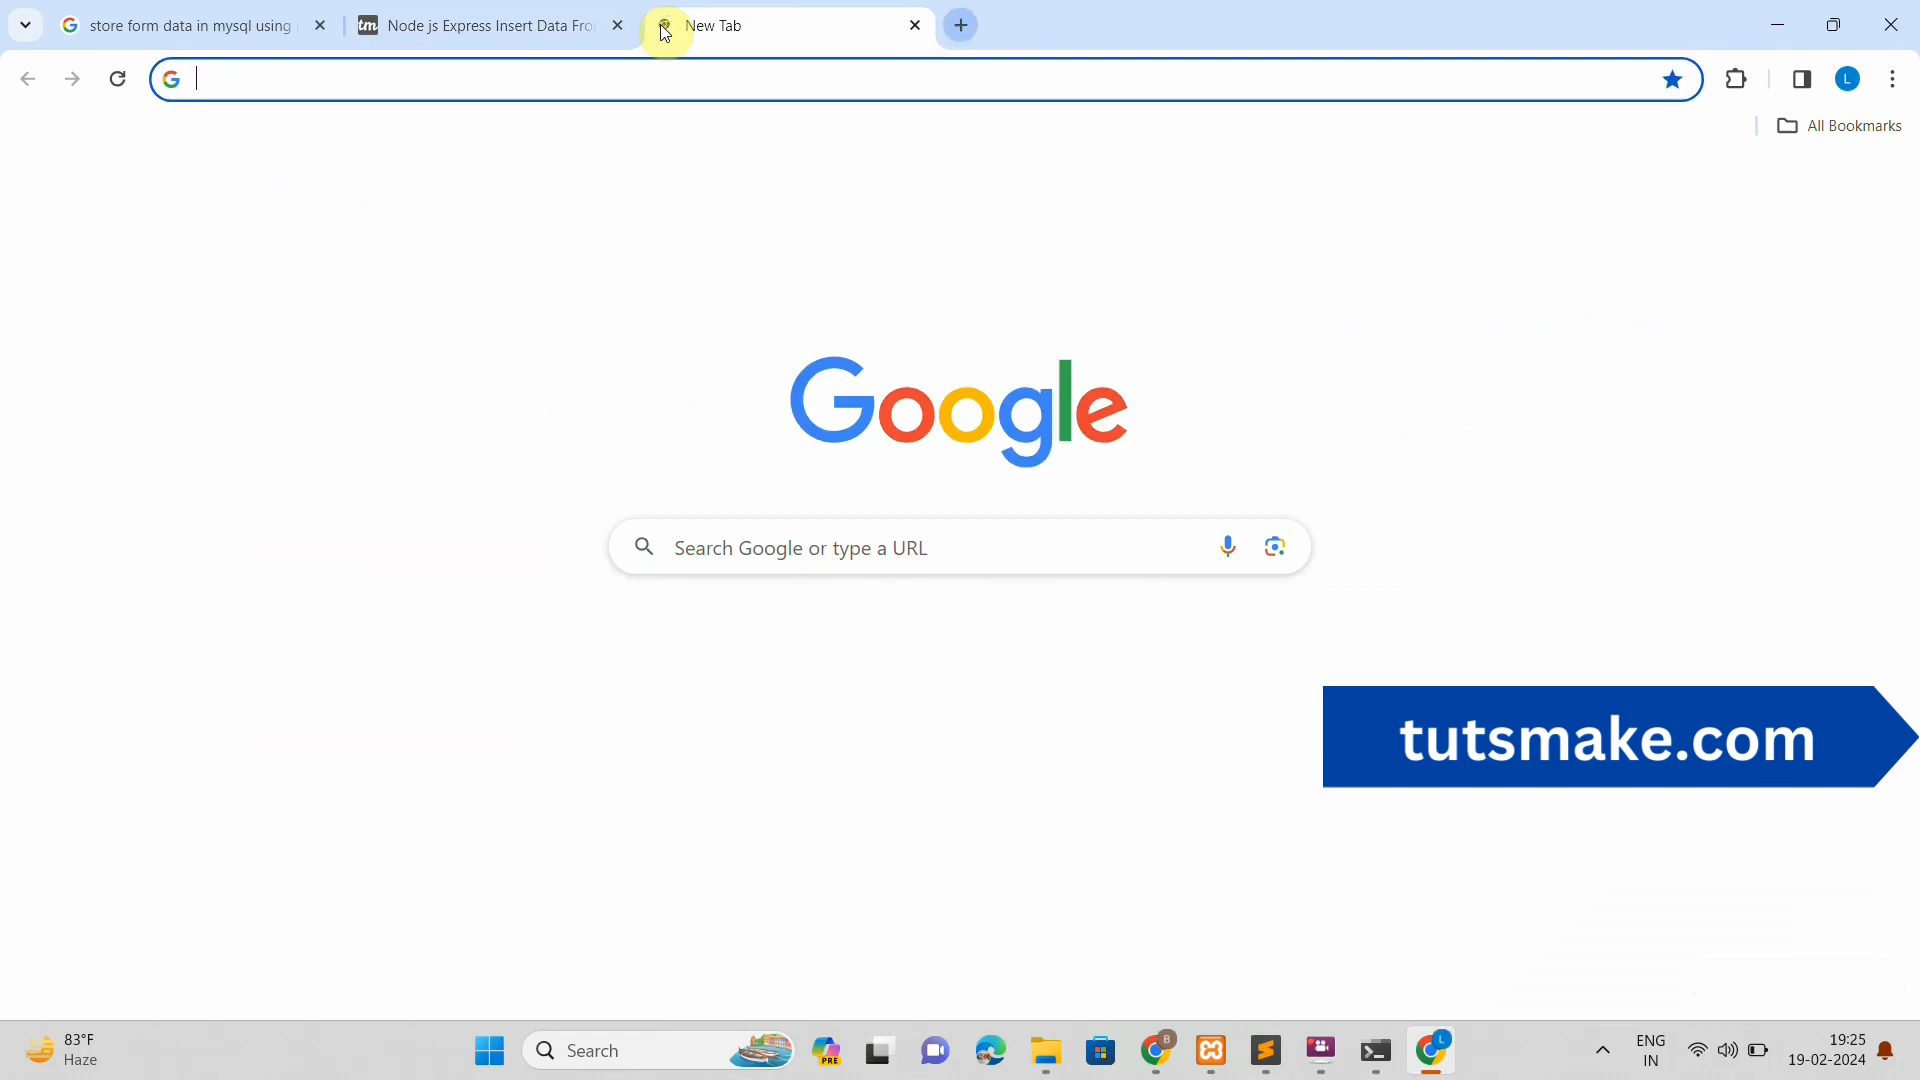 store form data in mysql using
Node js Express Insert Data Fro
New Tab
All Bookmarks
L
Google
Search Google or type a URL
tutsmake.com
83°F
Haze
Search
PRE
B
L
ENG
IN
19:25
19-02-2024